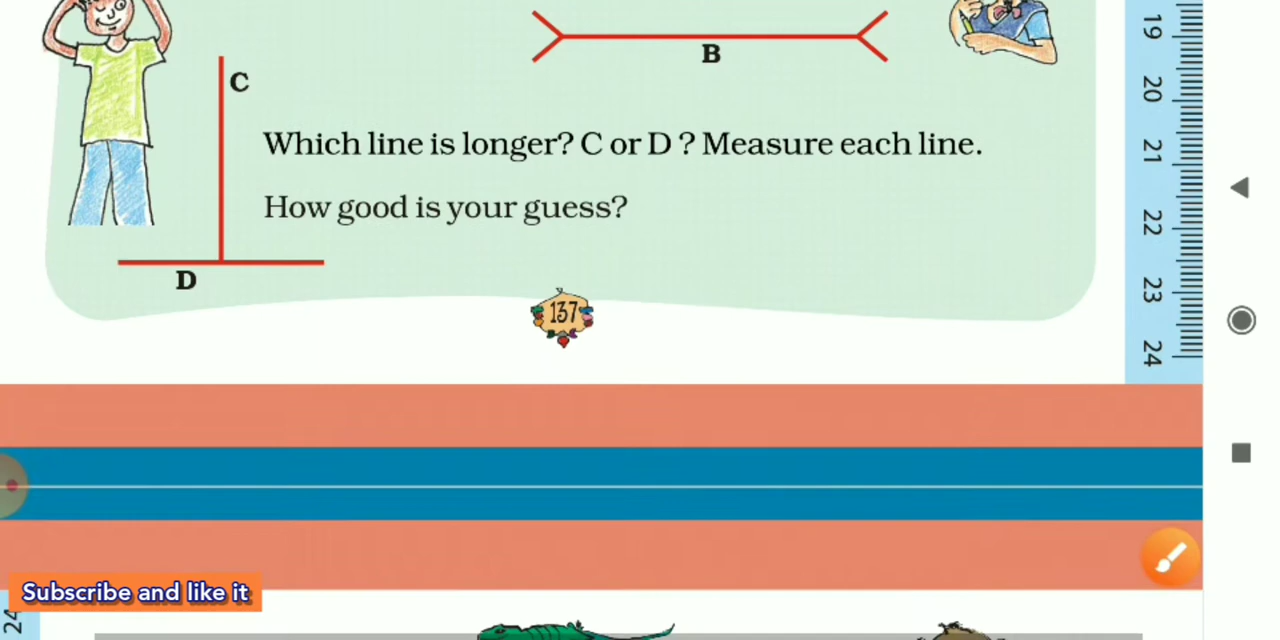 19
B
C
20
Which line is longer? C or D ? Measure each line.
21
How good is your guess?
22
D
23
137
24
Subscribe and like it
24